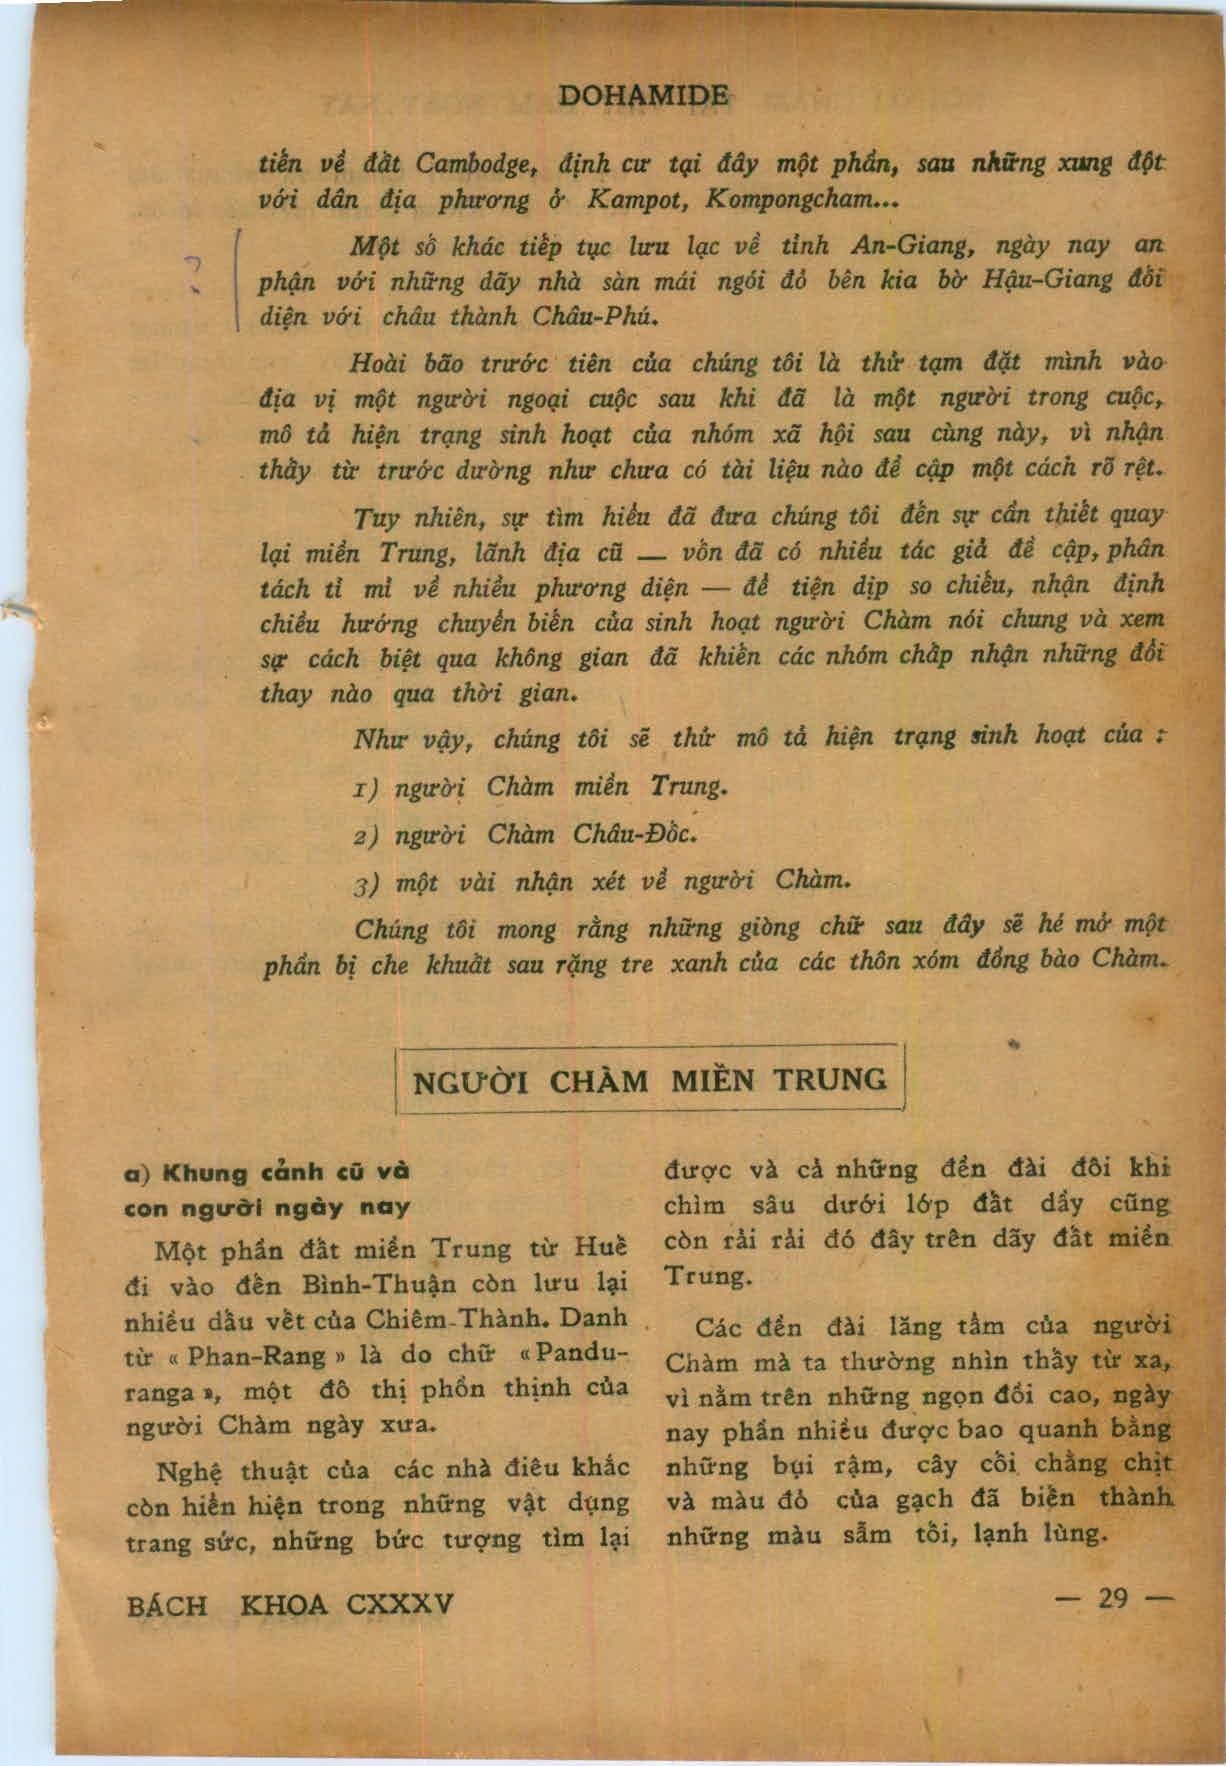 DOHAMIDE
tiến về đất Cambodge, định cư tại đây một phần, sau những xung đột
với dân địa phương ở Kampot, Kompongcham...
Một số khác tiếp tục lưu lạc về tỉnh An-Giang, ngày nay an
phận với những dãy nhà sàn mái ngói đỏ bên kia bờ Hậu-Giang đối
diện với châu thành Châu-Phú.
Hoài bão trước tiên của chúng tôi là thử tạm đặt mình vào
địa vị một người ngoại cuộc sau khi đã là một người trong cuộc,
mô tả hiện trạng sinh hoạt của nhóm xã hội sau cùng này, vì nhận
thấy từ trước dường như chưa có tài liệu nào đề cập một cách rõ rệt.
Tuy nhiên, sự tìm hiểu đã đưa chúng tôi đến sự cần thiết quay
lại miền Trung, lãnh địa cũ — vốn đã có nhiều tác giả đề cập, phân
tách tỉ mỉ về nhiều phương diện — để tiện dịp so chiếu, nhận định
chiều hướng chuyển biến của sinh hoạt người Chàm nói chung và xem
sự cách biệt qua không gian đã khiến các nhóm chấp nhận những đổi
thay nào qua thời gian.
Như vậy, chúng tôi sẽ thử mô tả hiện trạng sinh hoạt của :
1) người Chàm miền Trung.
2) người Chàm Châu-Đốc.
3) một vài nhận xét về người Chàm.
Chúng tôi mong rằng những giòng chữ sau đây sẽ hé mở một
phần bị che khuất sau rặng tre xanh của các thôn xóm đồng bào Chàm.
NGƯỜI CHÀM MIỀN TRUNG
a) Khung cảnh cũ và
con người ngày nay
Một phần đất miền Trung từ Huế
đi vào đến Bình-Thuận còn lưu lại
nhiều dấu vết của Chiêm-Thành. Danh
từ « Phan-Rang » là do chữ «Pandu-
ranga», một đô thị phồn thịnh của
người Chàm ngày xưa.
Nghệ thuật của các nhà điêu khắc
còn hiển hiện trong những vật dụng
trang sức, những bức tượng tìm lại
được và cả những đền đài đôi khi
chìm sâu dưới lớp đất dầy cũng
còn rải rải đó đây trên dãy đất miền
Trung.
Các đền đài lăng tẩm của người
Chàm mà ta thường nhìn thấy từ xa,
vì nằm trên những ngọn đồi cao, ngày
nay phần nhiều được bao quanh bằng
những bụi rậm, cây cối chằng chịt
và màu đỏ của gạch đã biến thành
những màu sẫm tối, lạnh lùng.
BÁCH KHOA CXXXV
— 29 —